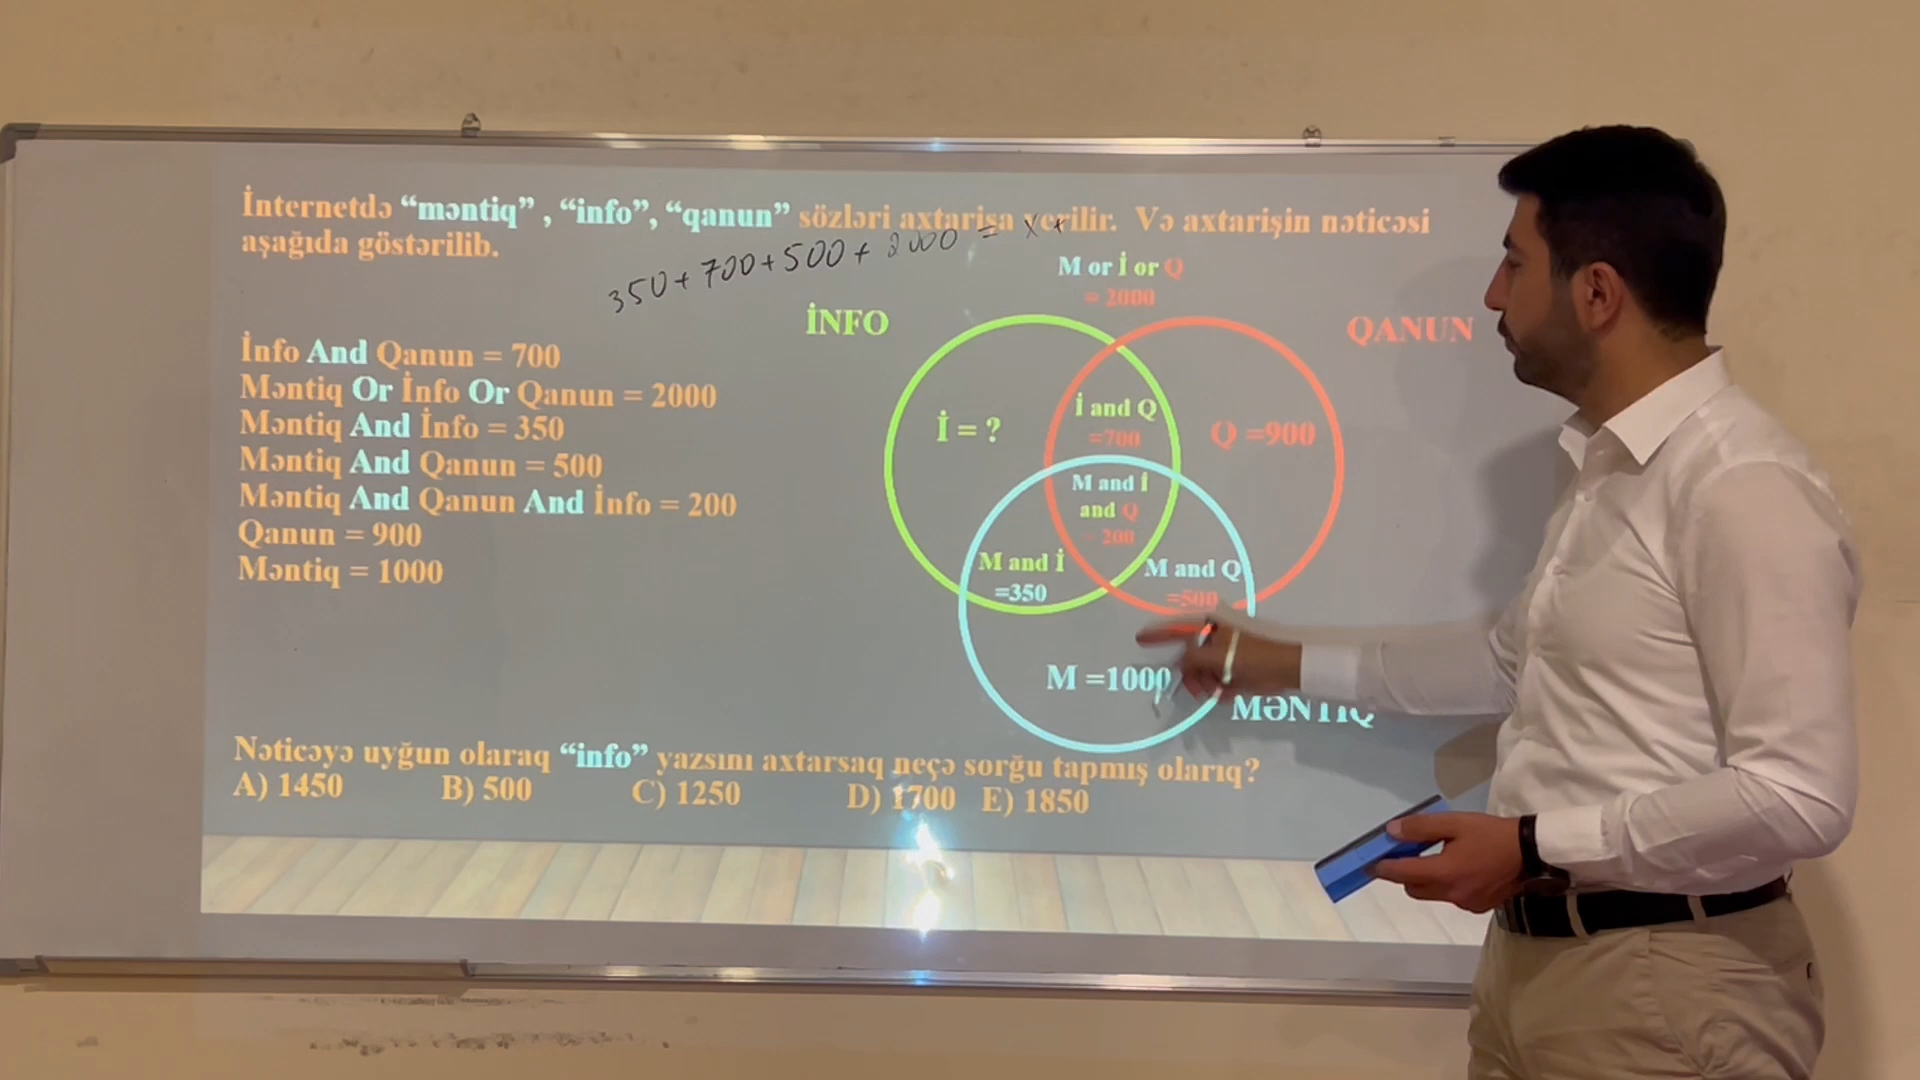 İnternetdə “məntiq” , “info”, “qanun” sözləri axtarişa verilir. Və axtarişin nəticəsi
aşağıda göstərilib.
350+700+500+2000 = x +
M or İ or Q
= 2000
İNFO
QANUN
İnfo And Qanun = 700
Məntiq Or İnfo Or Qanun = 2000
Məntiq And İnfo = 350
Məntiq And Qanun = 500
Məntiq And Qanun And İnfo = 200
Qanun = 900
Məntiq = 1000
İ = ?
İ and Q
=700
Q =900
M and İ
and Q
= 200
M and İ
=350
M and Q
=500
M =1000
MƏNTIQ
Nəticəyə uyğun olaraq “info” yazsını axtarsaq neçə sorğu tapmış olarıq?
A) 1450 B) 500 C) 1250 D) 1700 E) 1850